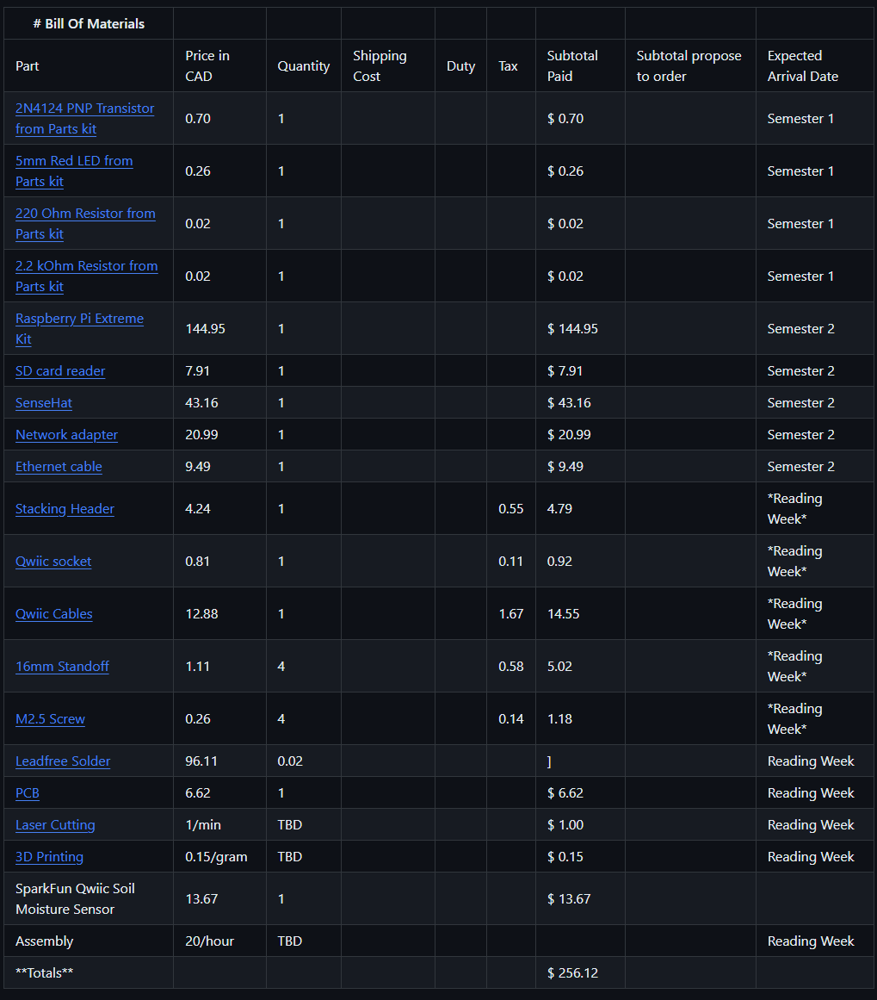 # Bill Of Materials
Part Price in CAD Quantity Shipping Cost Duty Tax Subtotal Paid Subtotal propose to order Expected Arrival Date
2N4124 PNP Transistor from Parts kit 0.70 1 $ 0.70 Semester 1
5mm Red LED from Parts kit 0.26 1 $ 0.26 Semester 1
220 Ohm Resistor from Parts kit 0.02 1 $ 0.02 Semester 1
2.2 kOhm Resistor from Parts kit 0.02 1 $ 0.02 Semester 1
Raspberry Pi Extreme Kit 144.95 1 $ 144.95 Semester 2
SD card reader 7.91 1 $ 7.91 Semester 2
SenseHat 43.16 1 $ 43.16 Semester 2
Network adapter 20.99 1 $ 20.99 Semester 2
Ethernet cable 9.49 1 $ 9.49 Semester 2
Stacking Header 4.24 1 0.55 4.79 *Reading Week*
Qwiic socket 0.81 1 0.11 0.92 *Reading Week*
Qwiic Cables 12.88 1 1.67 14.55 *Reading Week*
16mm Standoff 1.11 4 0.58 5.02 *Reading Week*
M2.5 Screw 0.26 4 0.14 1.18 *Reading Week*
Leadfree Solder 96.11 0.02 ] Reading Week
PCB 6.62 1 $ 6.62 Reading Week
Laser Cutting 1/min TBD $ 1.00 Reading Week
3D Printing 0.15/gram TBD $ 0.15 Reading Week
SparkFun Qwiic Soil Moisture Sensor 13.67 1 $ 13.67
Assembly 20/hour TBD Reading Week
**Totals** $ 256.12